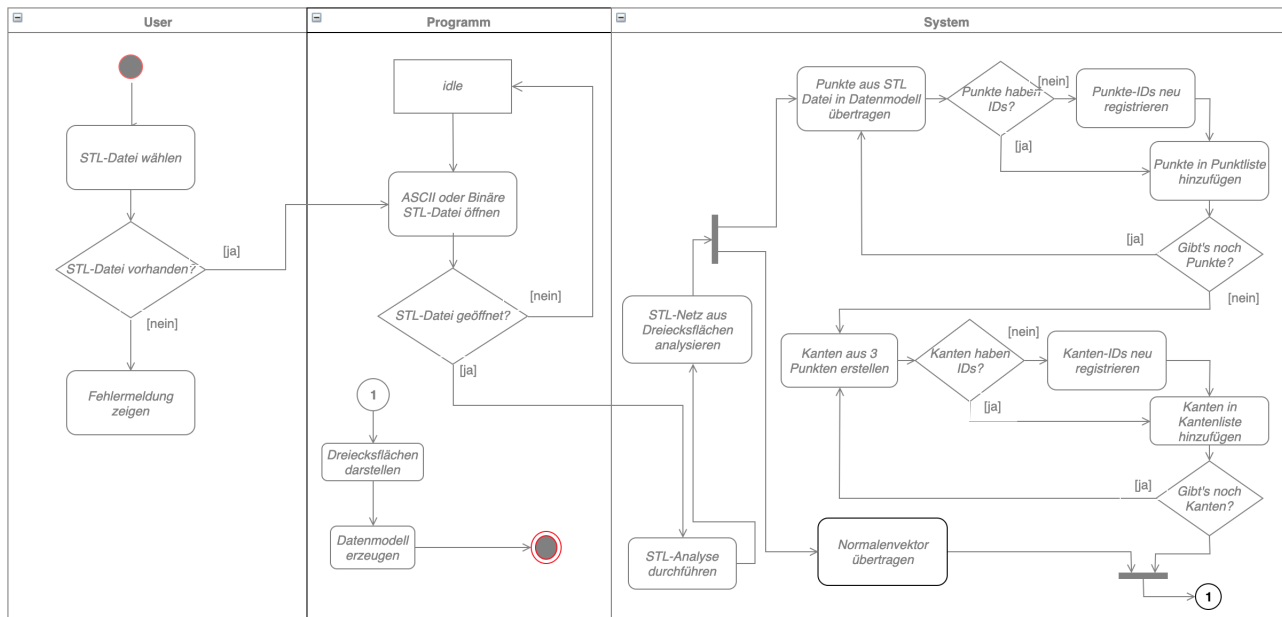 User
STL-Datei wählen
STL-Datei vorhanden?
[ja]
[nein]
Fehlermeldung
zeigen
Programm
idle
ASCII oder Binäre
STL-Datei öffnen
STL-Datei geöffnet?
[nein]
[ja]
1
Dreiecksflächen
darstellen
Datenmodell
erzeugen
System
Punkte aus STL
Datei in Datenmodell
übertragen
Punkte haben
IDs?
[nein]
[ja]
Punkte-IDs neu
registrieren
Punkte in Punktliste
hinzufügen
Gibt's noch
Punkte?
[ja]
[nein]
STL-Netz aus
Dreiecksflächen
analysieren
Kanten aus 3
Punkten erstellen
Kanten haben
IDs?
[nein]
[ja]
Kanten-IDs neu
registrieren
Kanten in
Kantenliste
hinzufügen
Gibt's noch
Kanten?
[ja]
STL-Analyse
durchführen
Normalenvektor
übertragen
1